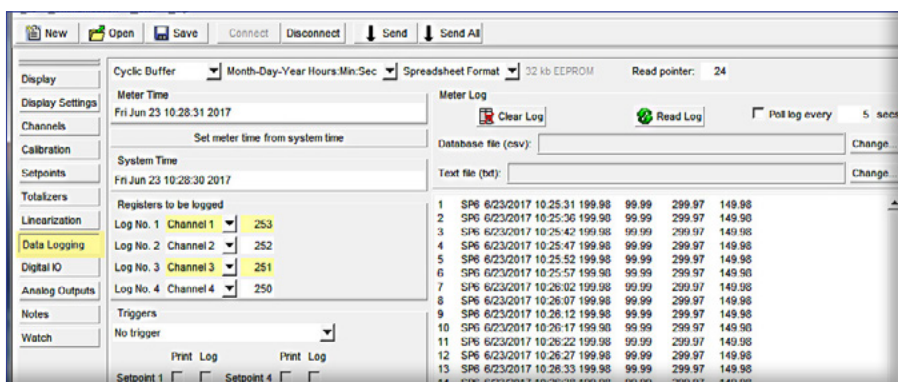 New Open Save Connect Disconnect Send Send All
Display
Display Settings
Channels
Calibration
Setpoints
Totalizers
Linearization
Data Logging
Digital IO
Analog Outputs
Notes
Watch
Cyclic Buffer Month-Day-Year Hours:Min:Sec Spreadsheet Format 32 kb EEPROM Read pointer: 24
Meter Time
Fri Jun 23 10:28:31 2017
Set meter time from system time
System Time
Fri Jun 23 10:28:30 2017
Registers to be logged
Log No. 1 Channel 1 253
Log No. 2 Channel 2 252
Log No. 3 Channel 3 251
Log No. 4 Channel 4 250
Triggers
No trigger
Print Log Print Log
Setpoint 1 Setpoint 4
Meter Log
Clear Log Read Log Poll log every 5 secs
Database file (csv): Change...
Text file (txt): Change...
1 SP6 6/23/2017 10:25:31 199.98 99.99 299.97 149.98
2 SP6 6/23/2017 10:25:36 199.98 99.99 299.97 149.98
3 SP6 6/23/2017 10:25:42 199.98 99.99 299.97 149.98
4 SP6 6/23/2017 10:25:47 199.98 99.99 299.97 149.98
5 SP6 6/23/2017 10:25:52 199.98 99.99 299.97 149.98
6 SP6 6/23/2017 10:25:57 199.98 99.99 299.97 149.98
7 SP6 6/23/2017 10:26:02 199.98 99.99 299.97 149.98
8 SP6 6/23/2017 10:26:07 199.98 99.99 299.97 149.98
9 SP6 6/23/2017 10:26:12 199.98 99.99 299.97 149.98
10 SP6 6/23/2017 10:26:17 199.98 99.99 299.97 149.98
11 SP6 6/23/2017 10:26:22 199.98 99.99 299.97 149.98
12 SP6 6/23/2017 10:26:27 199.98 99.99 299.97 149.98
13 SP6 6/23/2017 10:26:33 199.98 99.99 299.97 149.98